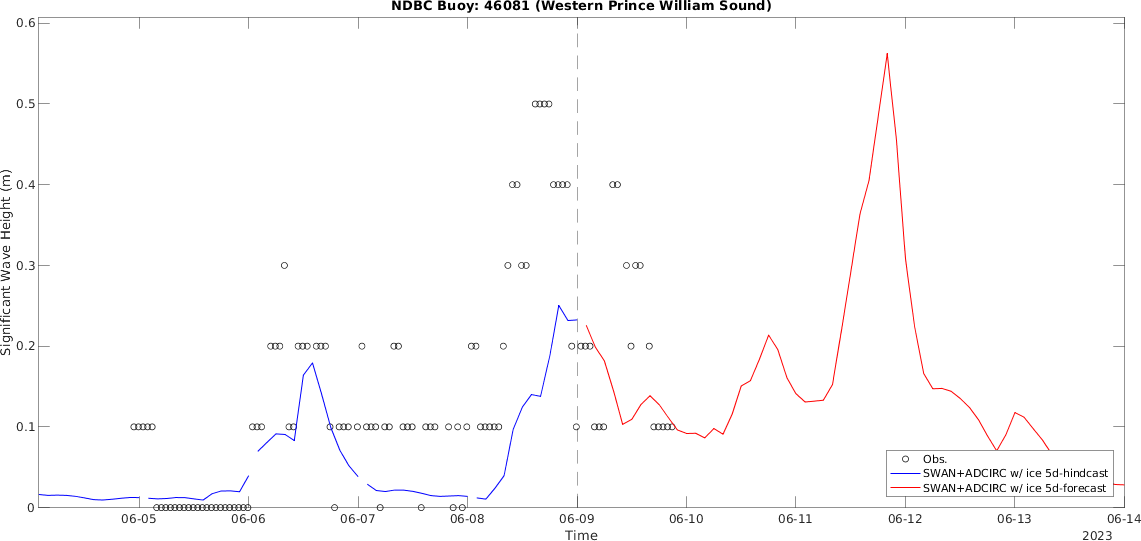 NDBC Buoy: 46081 (Western Prince William Sound)
0.6
0.5
0.4
0.3
0.2
0.1
0
Significant Wave Height (m)
Obs.
SWAN+ADCIRC w/ ice 5d-hindcast
SWAN+ADCIRC w/ ice 5d-forecast
06-05 06-06 06-07 06-08 06-09 06-10 06-11 06-12 06-13 06-14
Time
2023